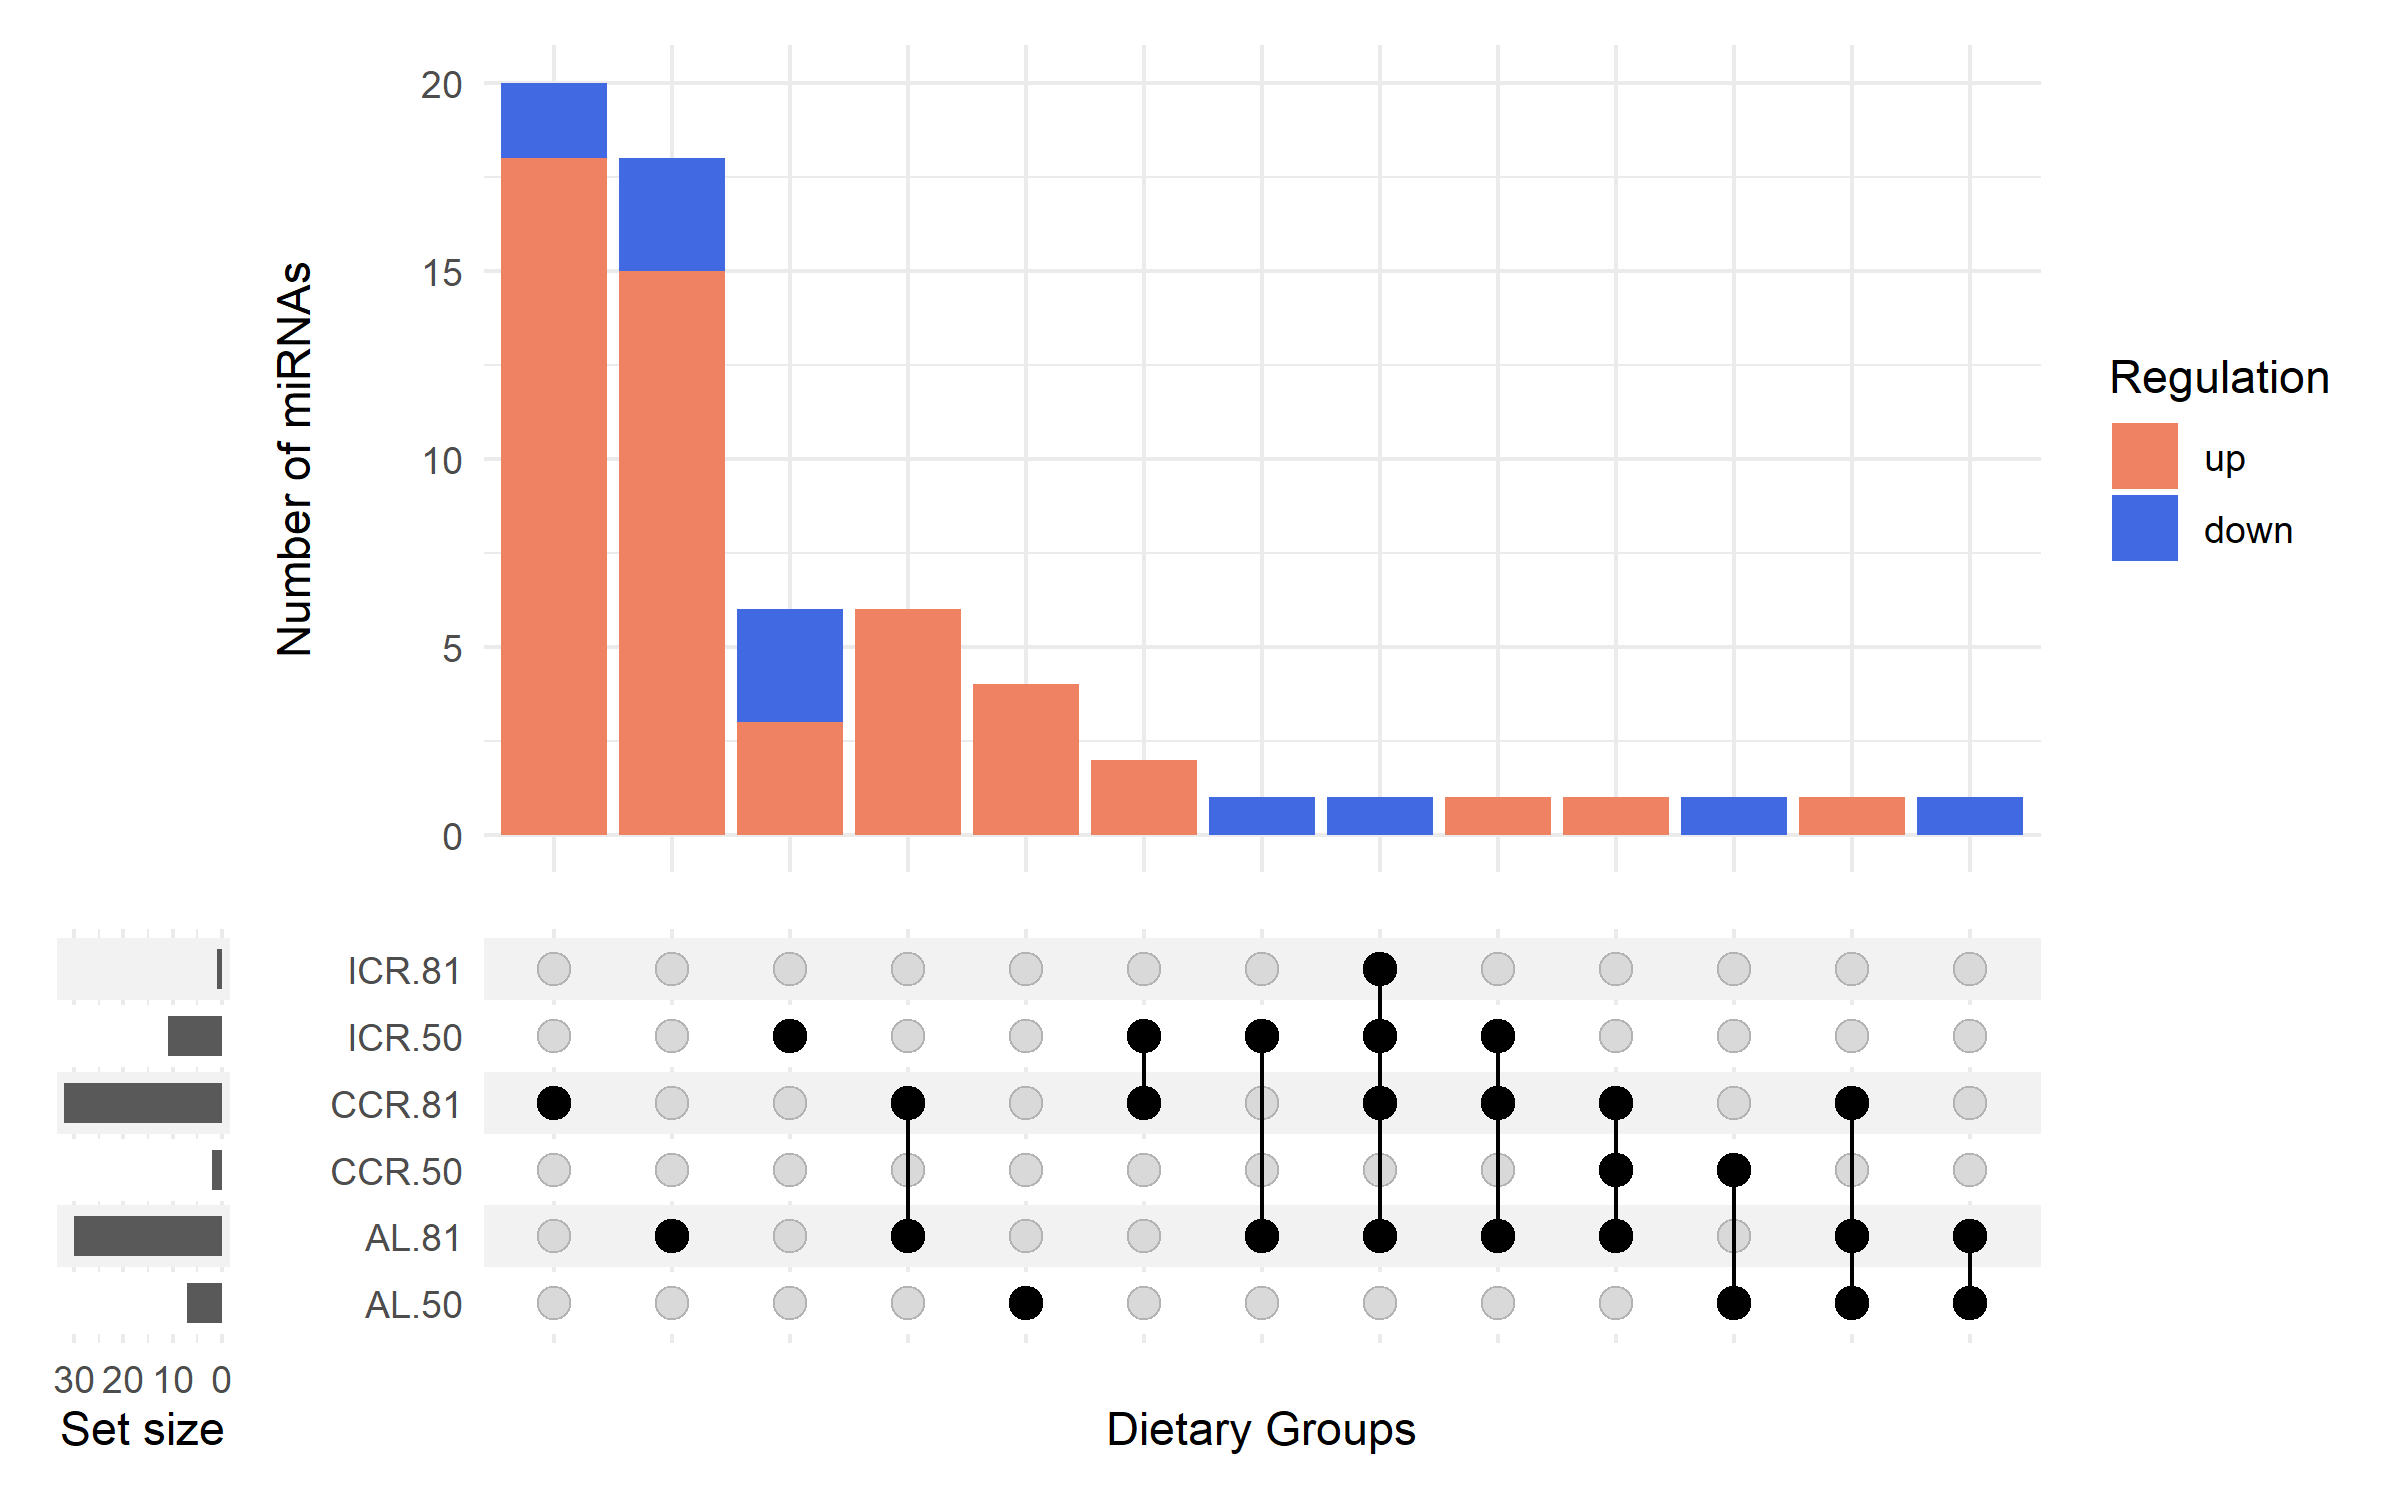 Number of miRNAs
20
15
10
5
0
Regulation
up
down
ICR.81
ICR.50
CCR.81
CCR.50
AL.81
AL.50
30 20 10 0
Set size
Dietary Groups